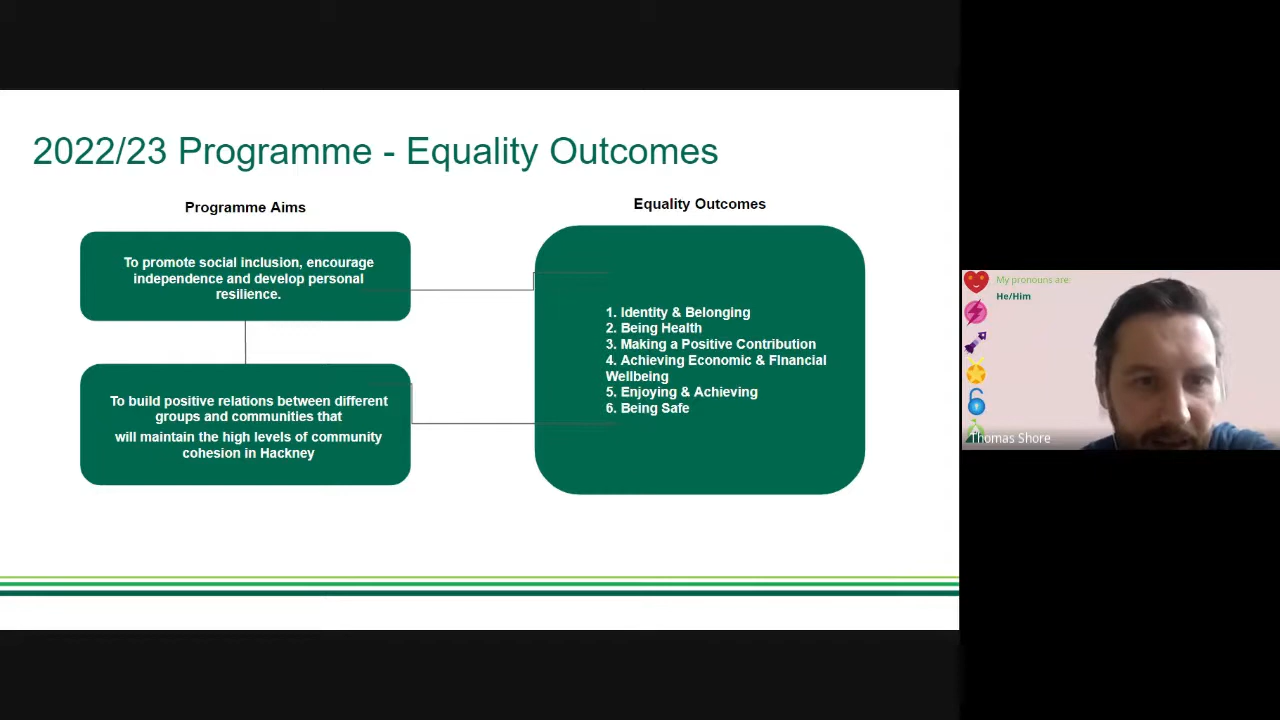 2022/23 Programme - Equality Outcomes
Programme Aims
To promote social inclusion, encourage
independence and develop personal
resilience.
To build positive relations between different
groups and communities that
will maintain the high levels of community
cohesion in Hackney
Equality Outcomes
1. Identity & Belonging
2. Being Health
3. Making a Positive Contribution
4. Achieving Economic & FInancial
Wellbeing
5. Enjoying & Achieving
6. Being Safe
My pronouns are:
He/Him
Thomas Shore